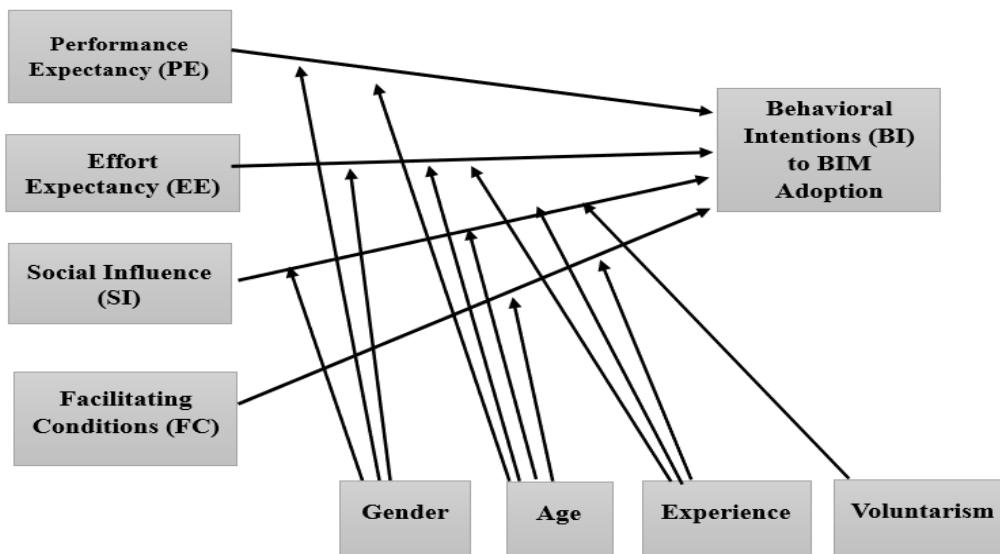 Performance
Expectancy (PE)
Effort
Expectancy (EE)
Social Influence
(SI)
Facilitating
Conditions (FC)
Behavioral
Intentions (BI)
to BIM
Adoption
Gender
Age
Experience
Voluntarism